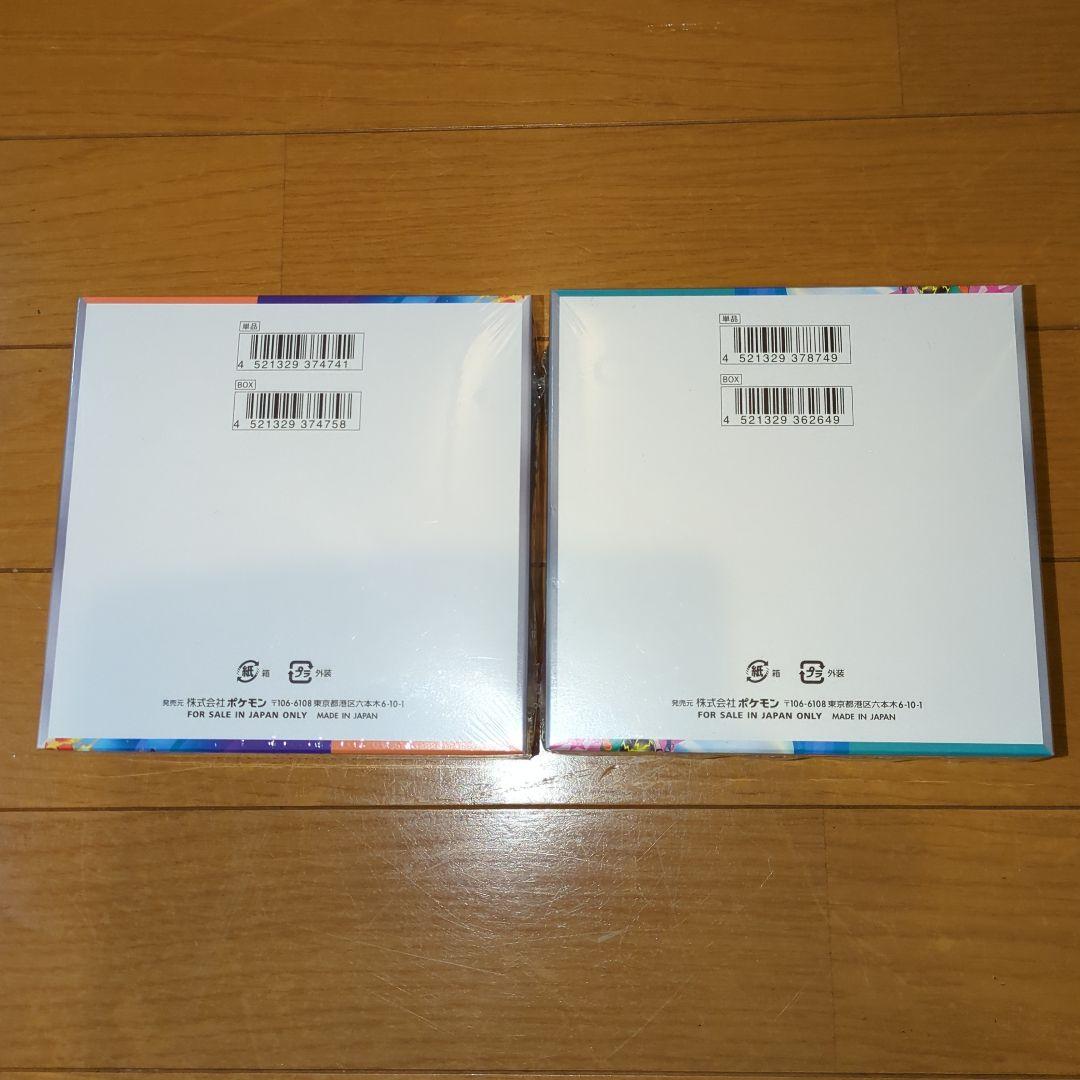 単品
4 521329 374741
BOX
4 521329 374758
紙 箱 プラ 外装
発売元 株式会社ポケモン 〒106-6108 東京都港区六本木6-10-1
FOR SALE IN JAPAN ONLY MADE IN JAPAN
単品
4 521329 378749
BOX
4 521329 362649
紙 箱 プラ 外装
発売元 株式会社ポケモン 〒106-6108 東京都港区六本木6-10-1
FOR SALE IN JAPAN ONLY MADE IN JAPAN